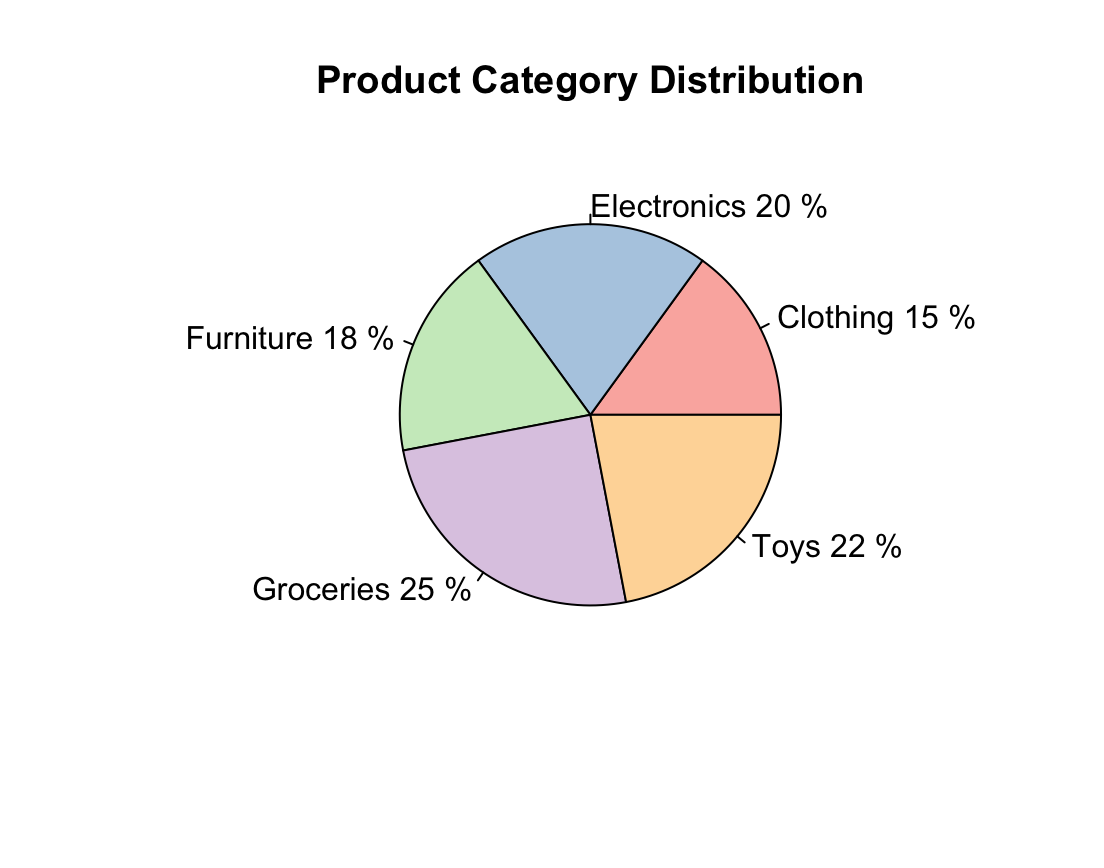 Product Category Distribution
Electronics 20 %
Clothing 15 %
Furniture 18 %
Toys 22 %
Groceries 25 %